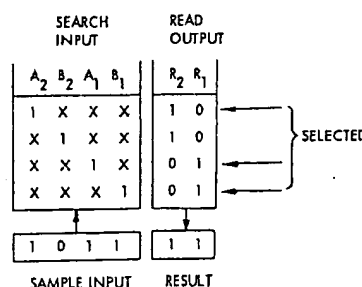 SEARCH INPUT READ OUTPUT
A2 B2 A1 B1 R2 R1
1 X X X 1 0
X 1 X X 1 0
X X 1 X 0 1
X X X 1 0 1
SELECTED
1 0 1 1 1 1
SAMPLE INPUT RESULT